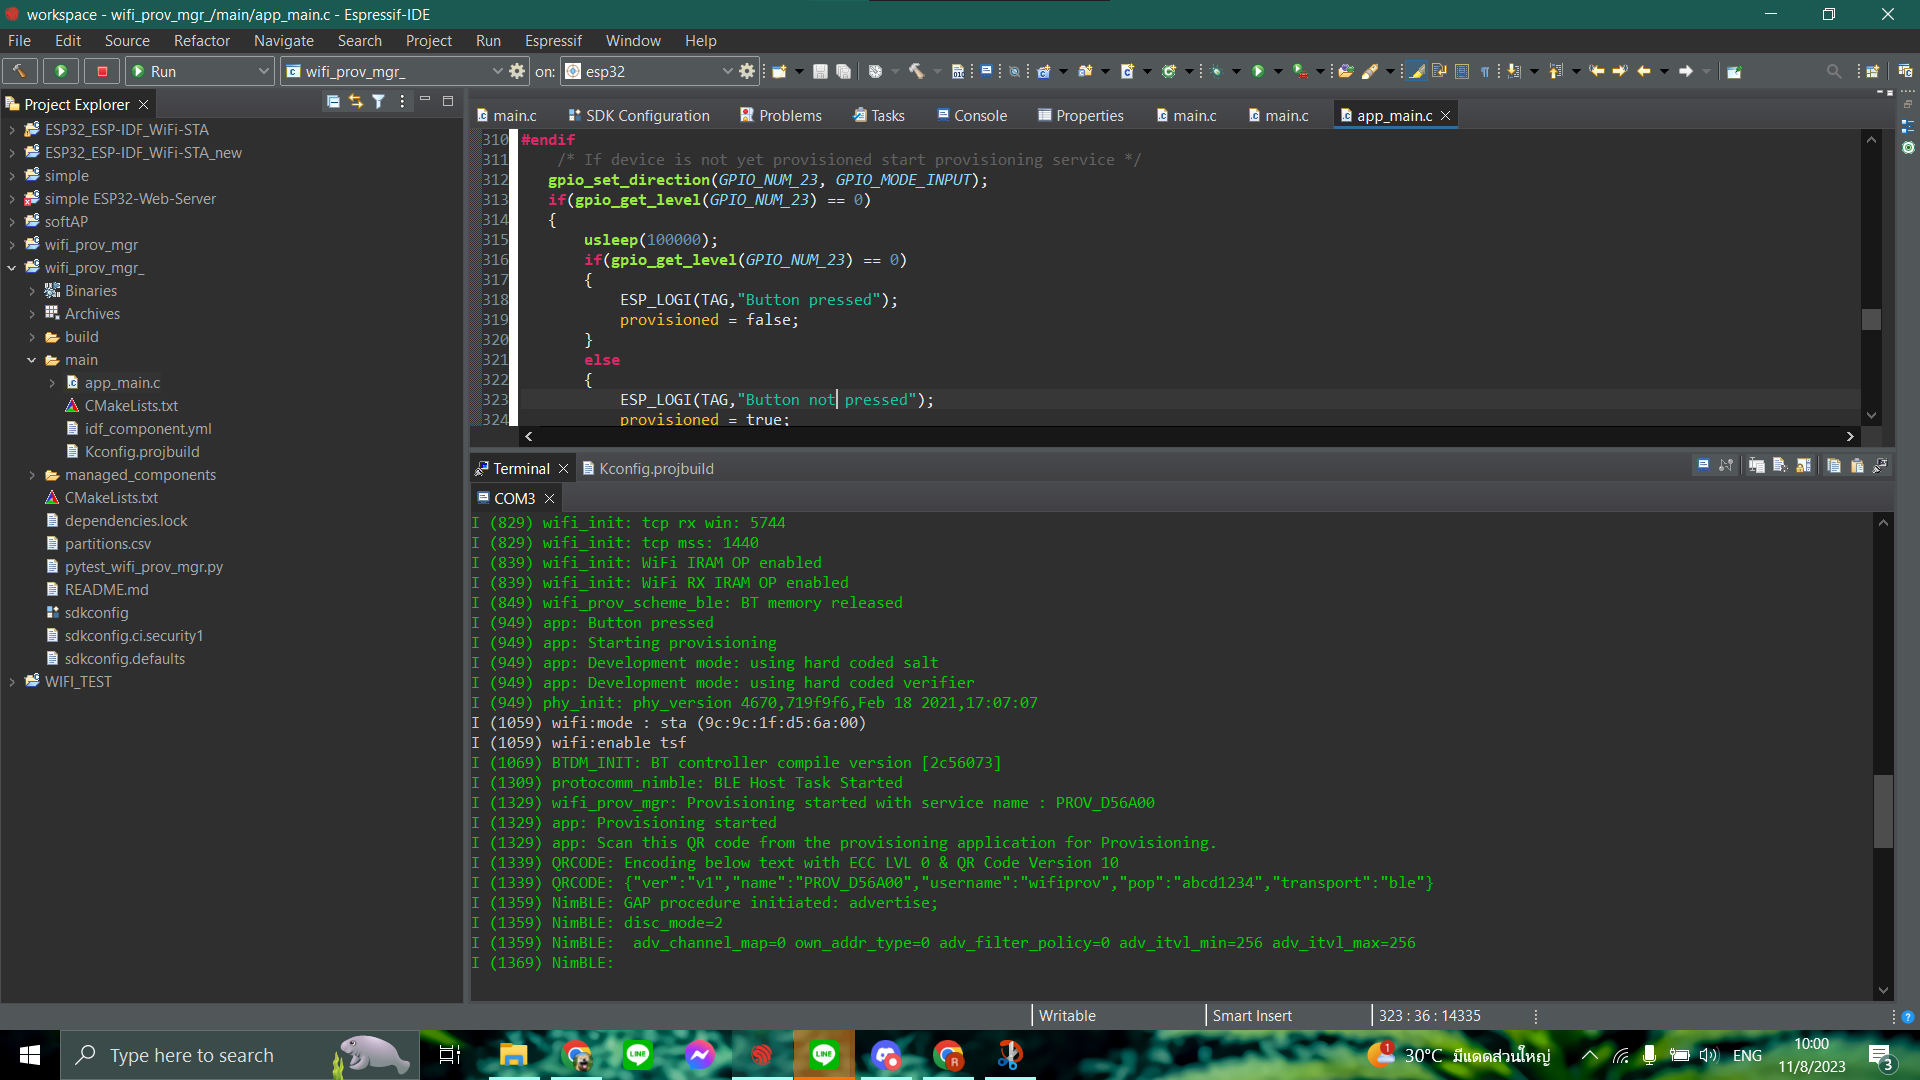 workspace - wifi_prov_mgr_/main/app_main.c - Espressif-IDE
File Edit Source Refactor Navigate Search Project Run Espressif Window Help
Run wifi_prov_mgr_ on: esp32
Project Explorer
ESP32_ESP-IDF_WiFi-STA
ESP32_ESP-IDF_WiFi-STA_new
simple
simple ESP32-Web-Server
softAP
wifi_prov_mgr
wifi_prov_mgr_
Binaries
Archives
build
main
app_main.c
CMakeLists.txt
idf_component.yml
Kconfig.projbuild
managed_components
CMakeLists.txt
dependencies.lock
partitions.csv
pytest_wifi_prov_mgr.py
README.md
sdkconfig
sdkconfig.ci.security1
sdkconfig.defaults
WIFI_TEST
main.c SDK Configuration Problems Tasks Console Properties main.c main.c app_main.c
310 #endif
311 /* If device is not yet provisioned start provisioning service */
312 gpio_set_direction(GPIO_NUM_23, GPIO_MODE_INPUT);
313 if(gpio_get_level(GPIO_NUM_23) == 0)
314 {
315 usleep(100000);
316 if(gpio_get_level(GPIO_NUM_23) == 0)
317 {
318 ESP_LOGI(TAG,"Button pressed");
319 provisioned = false;
320 }
321 else
322 {
323 ESP_LOGI(TAG,"Button not pressed");
324 provisioned = true;
Terminal Kconfig.projbuild
COM3
I (829) wifi_init: tcp rx win: 5744
I (829) wifi_init: tcp mss: 1440
I (839) wifi_init: WiFi IRAM OP enabled
I (839) wifi_init: WiFi RX IRAM OP enabled
I (849) wifi_prov_scheme_ble: BT memory released
I (949) app: Button pressed
I (949) app: Starting provisioning
I (949) app: Development mode: using hard coded salt
I (949) app: Development mode: using hard coded verifier
I (949) phy_init: phy_version 4670,719f9f6,Feb 18 2021,17:07:07
I (1059) wifi:mode : sta (9c:9c:1f:d5:6a:00)
I (1059) wifi:enable tsf
I (1069) BTDM_INIT: BT controller compile version [2c56073]
I (1309) protocomm_nimble: BLE Host Task Started
I (1329) wifi_prov_mgr: Provisioning started with service name : PROV_D56A00
I (1329) app: Provisioning started
I (1329) app: Scan this QR code from the provisioning application for Provisioning.
I (1339) QRCODE: Encoding below text with ECC LVL 0 & QR Code Version 10
I (1339) QRCODE: {"ver":"v1","name":"PROV_D56A00","username":"wifiprov","pop":"abcd1234","transport":"ble"}
I (1359) NimBLE: GAP procedure initiated: advertise;
I (1359) NimBLE: disc_mode=2
I (1359) NimBLE:  adv_channel_map=0 own_addr_type=0 adv_filter_policy=0 adv_itvl_min=256 adv_itvl_max=256
I (1369) NimBLE:
Writable Smart Insert 323 : 36 : 14335
Type here to search
1 30°C มีแดดส่วนใหญ่ ENG 10:00
11/8/2023
3